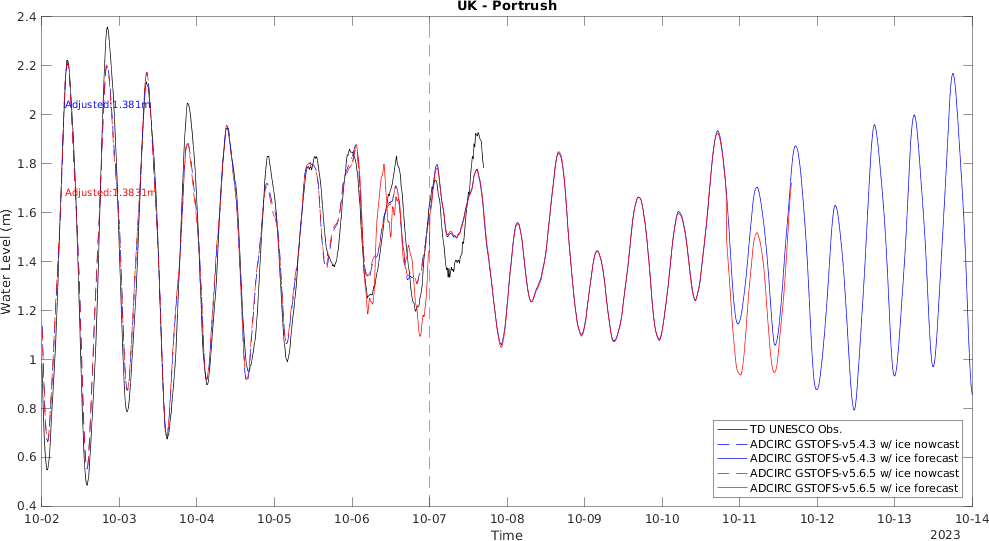 UK - Portrush
2.4
2.2
2
1.8
1.6
1.4
1.2
1
0.8
0.6
0.4
Water Level (m)
Adjusted:1.381m
Adjusted:1.3831m
TD UNESCO Obs.
ADCIRC GSTOFS-v5.4.3 w/ ice nowcast
ADCIRC GSTOFS-v5.4.3 w/ ice forecast
ADCIRC GSTOFS-v5.6.5 w/ ice nowcast
ADCIRC GSTOFS-v5.6.5 w/ ice forecast
10-02 10-03 10-04 10-05 10-06 10-07 10-08 10-09 10-10 10-11 10-12 10-13 10-14
Time
2023